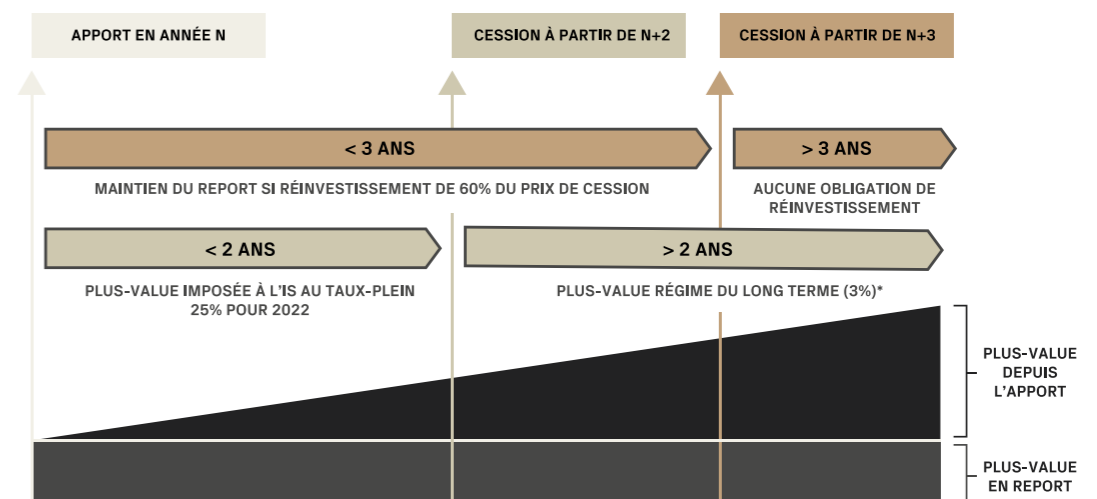 APPORT EN ANNÉE N
CESSION À PARTIR DE N+2
CESSION À PARTIR DE N+3
< 3 ANS
> 3 ANS
MAINTIEN DU REPORT SI RÉINVESTISSEMENT DE 60% DU PRIX DE CESSION
AUCUNE OBLIGATION DE
RÉINVESTISSEMENT
< 2 ANS
> 2 ANS
PLUS-VALUE IMPOSÉE À L'IS AU TAUX-PLEIN
25% POUR 2022
PLUS-VALUE RÉGIME DU LONG TERME (3%)*
PLUS-VALUE
DEPUIS
L'APPORT
PLUS-VALUE
EN REPORT